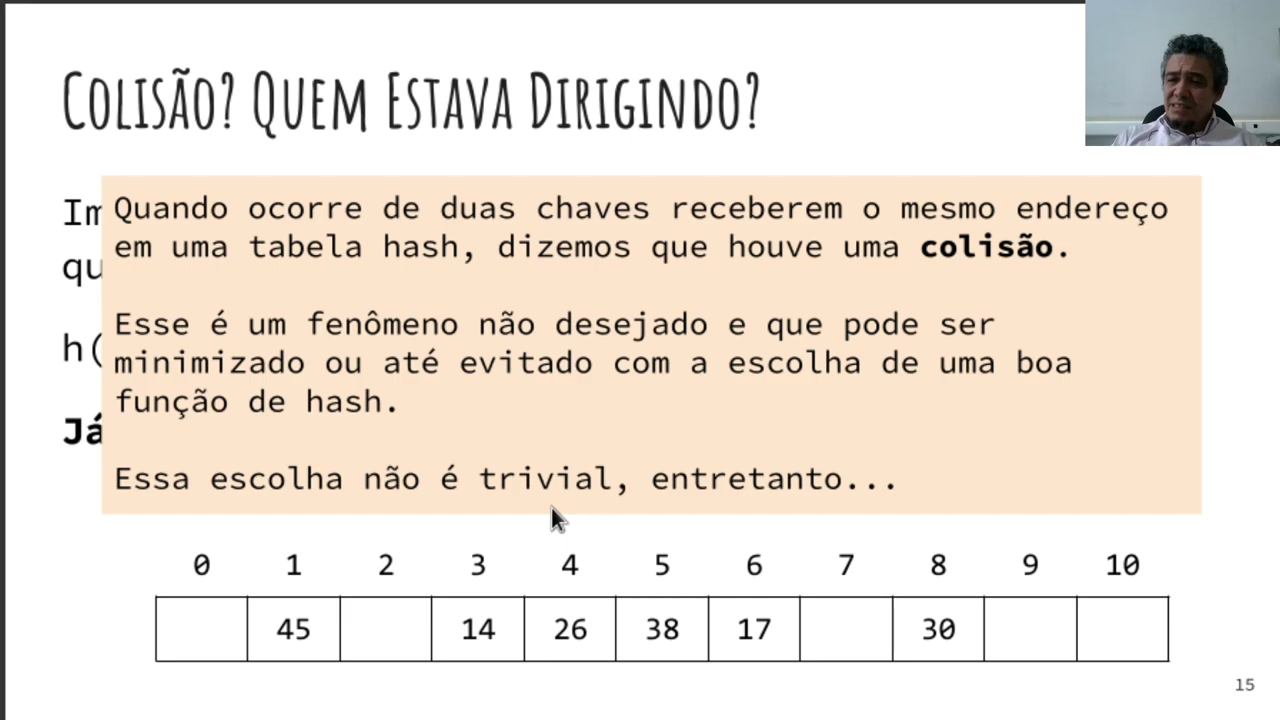 Colisão? Quem Estava Dirigindo?
Im
Quando ocorre de duas chaves receberem o mesmo endereço
em uma tabela hash, dizemos que houve uma colisão.
qu
Esse é um fenômeno não desejado e que pode ser
h(
minimizado ou até evitado com a escolha de uma boa
função de hash.
Já
Essa escolha não é trivial, entretanto...
0 1 2 3 4 5 6 7 8 9 10
45 14 26 38 17 30
15